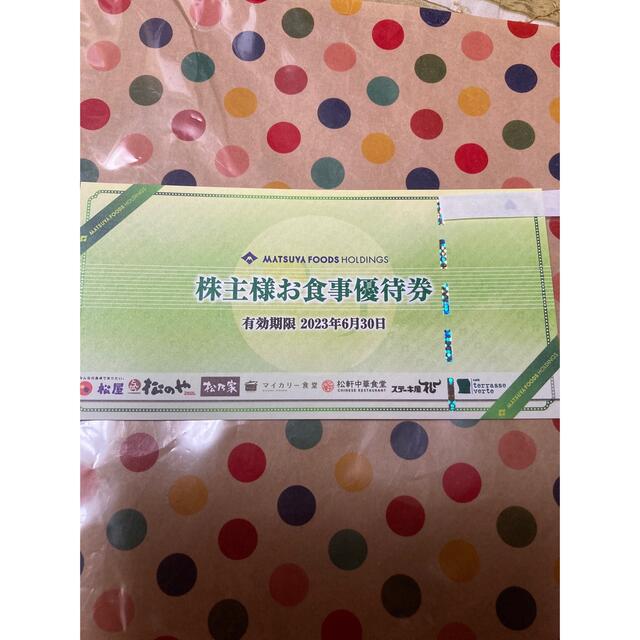 MATSUYA FOODS HOLDINGS
MATSUYA FOODS HOLDINGS
株主様お食事優待券
有効期限 2023年6月30日
松屋 松のや 松乃家 マイカリー食堂 松軒中華食堂 CHINESE RESTAURANT ステーキ屋松 terrasse verte
MATSUYA FOODS HOLDINGS